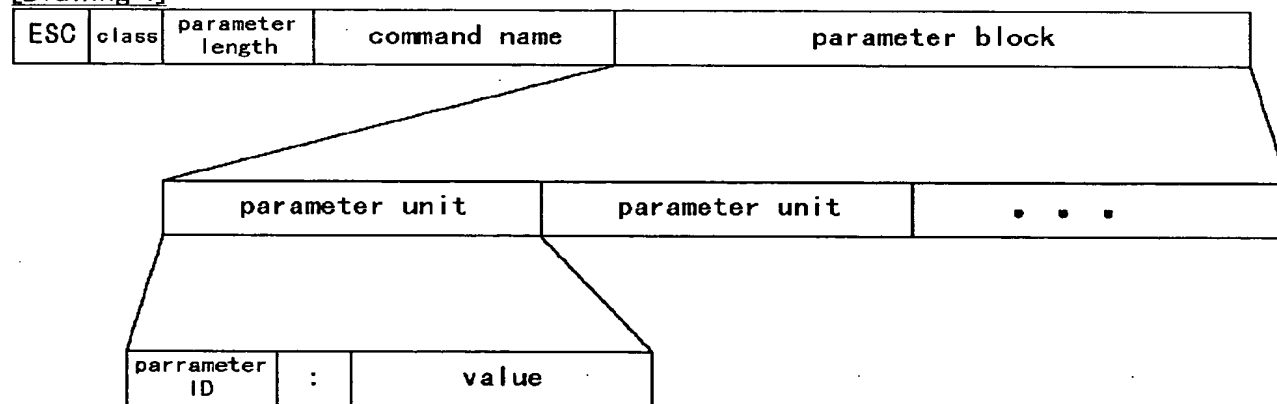 ESC class parameter length command name parameter block
parameter unit parameter unit • • •
parrameter ID : value